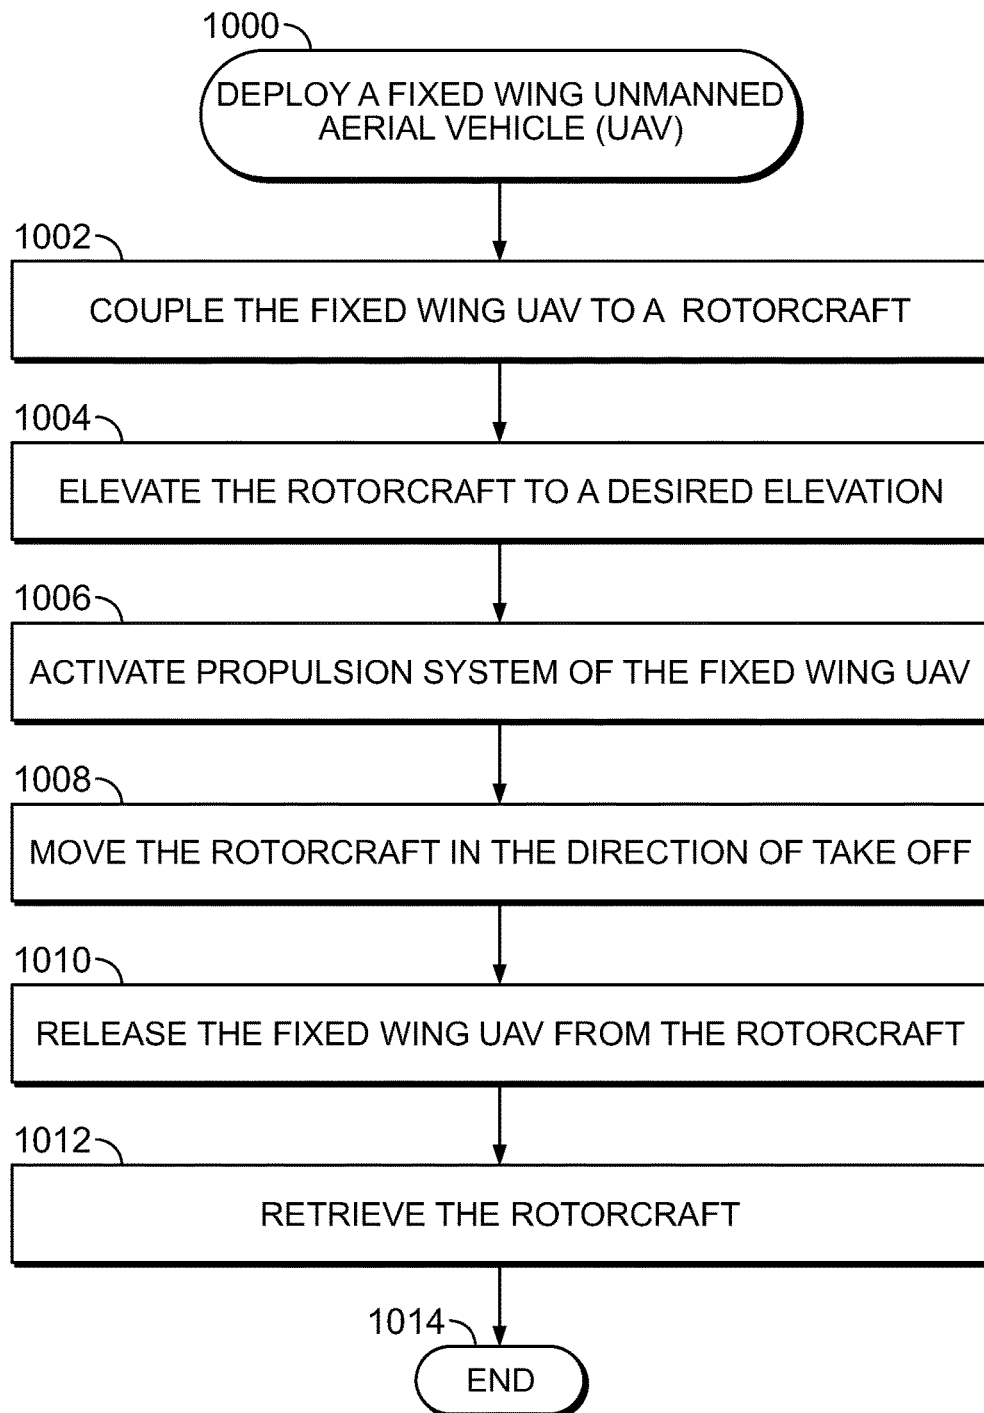 1000
DEPLOY A FIXED WING UNMANNED
AERIAL VEHICLE (UAV)
1002
COUPLE THE FIXED WING UAV TO A ROTORCRAFT
1004
ELEVATE THE ROTORCRAFT TO A DESIRED ELEVATION
1006
ACTIVATE PROPULSION SYSTEM OF THE FIXED WING UAV
1008
MOVE THE ROTORCRAFT IN THE DIRECTION OF TAKE OFF
1010
RELEASE THE FIXED WING UAV FROM THE ROTORCRAFT
1012
RETRIEVE THE ROTORCRAFT
1014
END